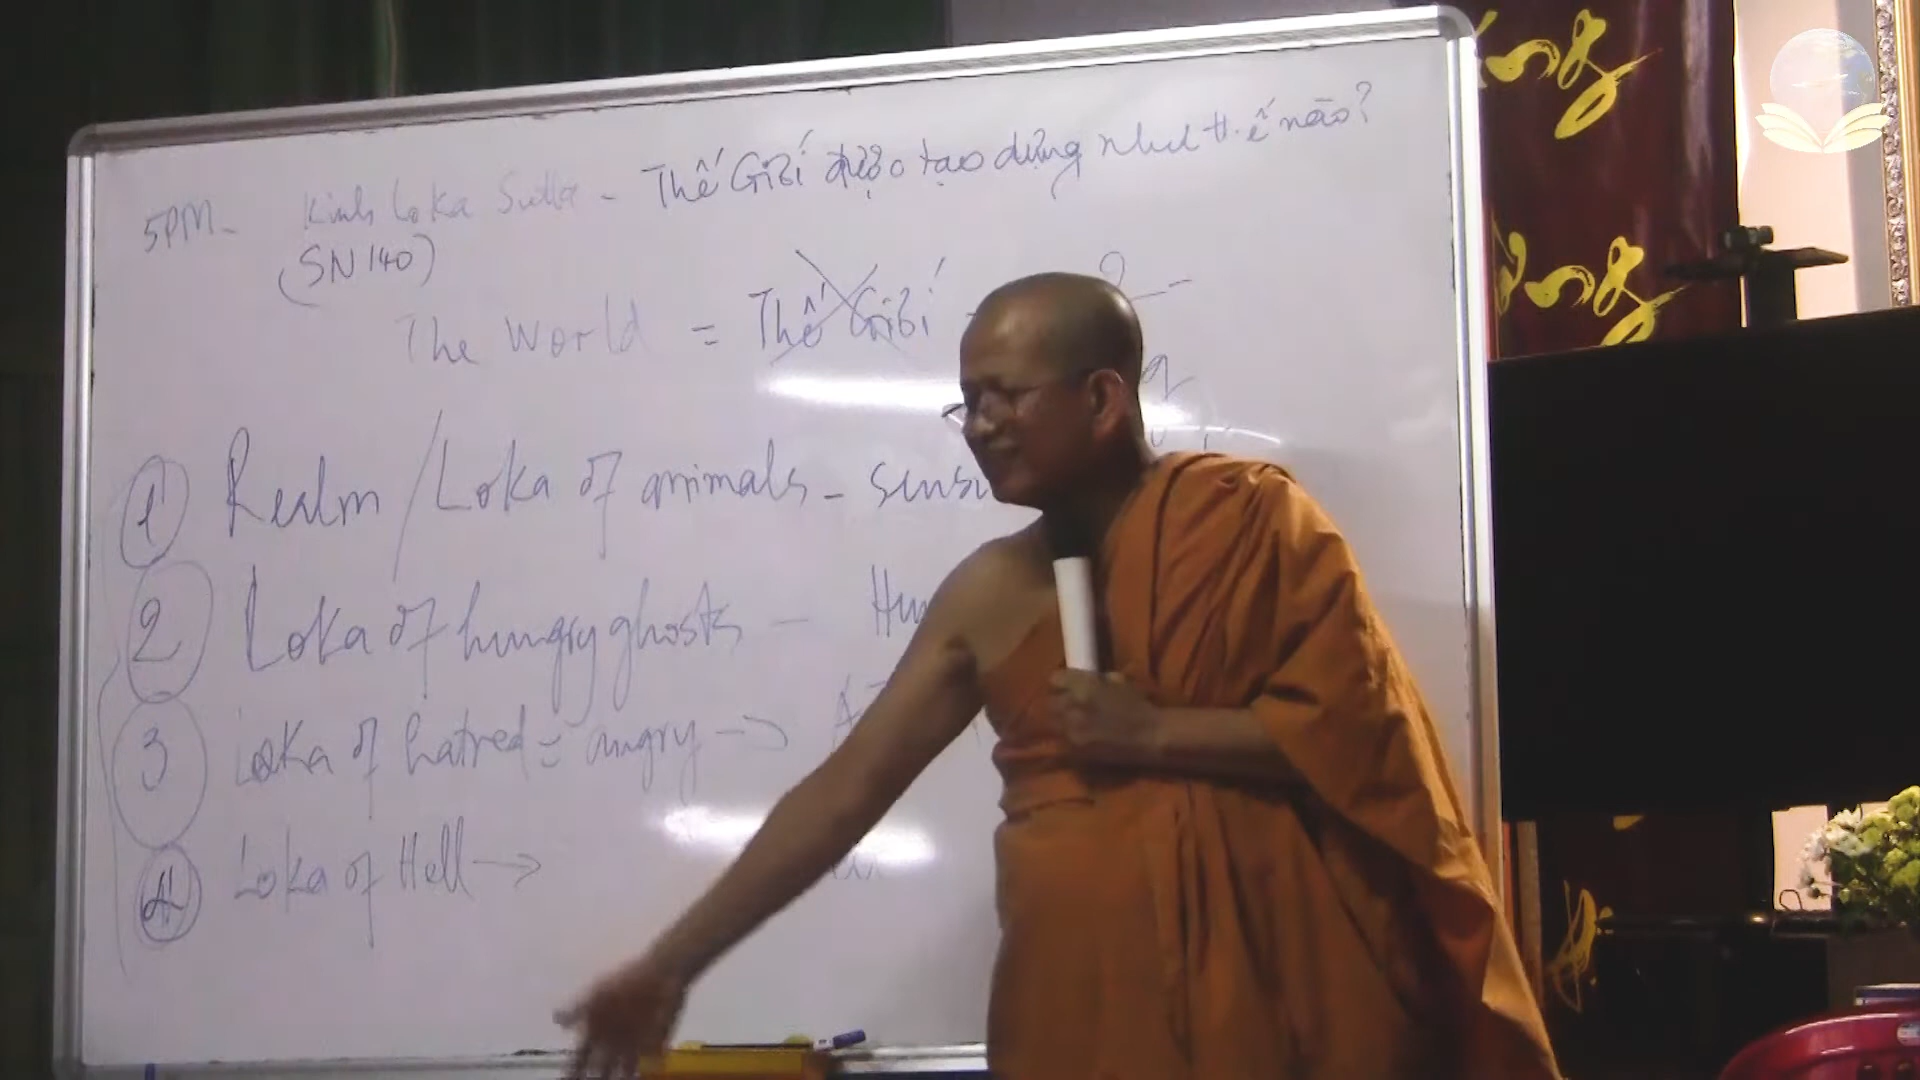 5PM - Kinh Loka Sutta - Thế Giới được tạo dựng như thế nào?
(SN 140)
The World = Thế Giới
1 Realm / Loka of animals - sensu
2 Loka of hungry ghosts - Hun
3 Loka of hatred = angry → A
4 Loka of Hell →